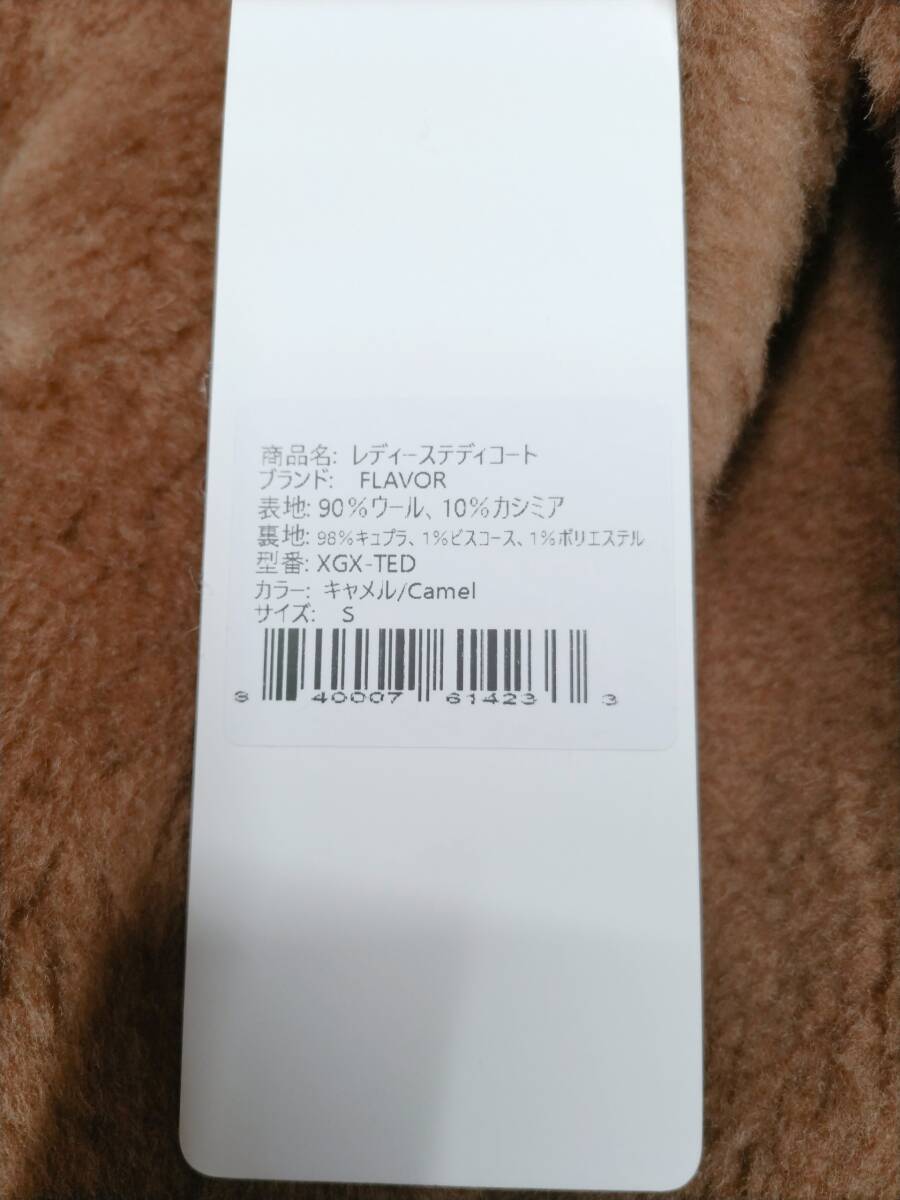 商品名: レディーステディコート
ブランド: FLAVOR
表地: 90%ウール、10%カシミア
裏地: 98%キュプラ、1%ビスコース、1%ポリエステル
型番: XGX-TED
カラー: キャメル/Camel
サイズ: S
3 40007 61423 3